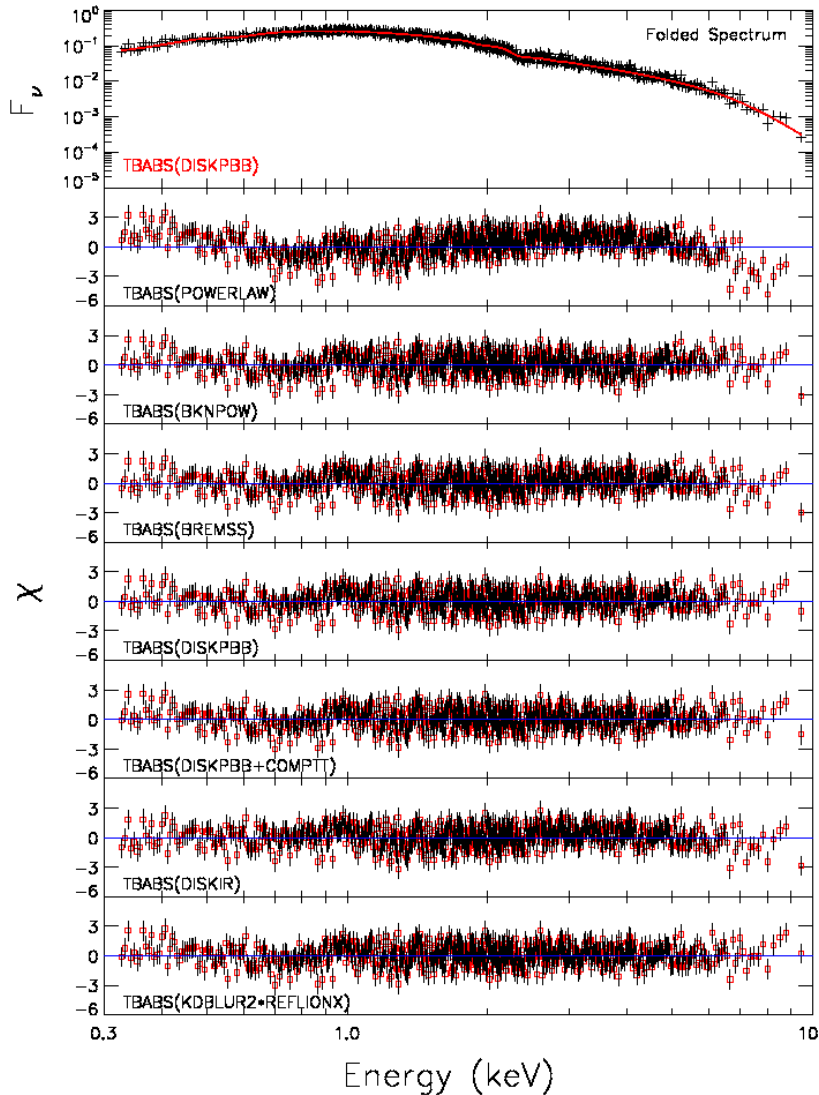 10⁰
10⁻¹
10⁻²
10⁻³
10⁻⁴
10⁻⁵
F_ν
Folded Spectrum
TBABS(DISKPBB)
3
0
-3
-6
TBABS(POWERLAW)
3
0
-3
-6
TBABS(BKNPOW)
3
0
-3
-6
TBABS(BREMSS)
3
0
-3
-6
TBABS(DISKPBB)
χ
3
0
-3
-6
TBABS(DISKPBB+COMPTT)
3
0
-3
-6
TBABS(DISKIR)
3
0
-3
-6
TBABS(KDBLUR2*REFLIONX)
0.3 1.0 10
Energy (keV)